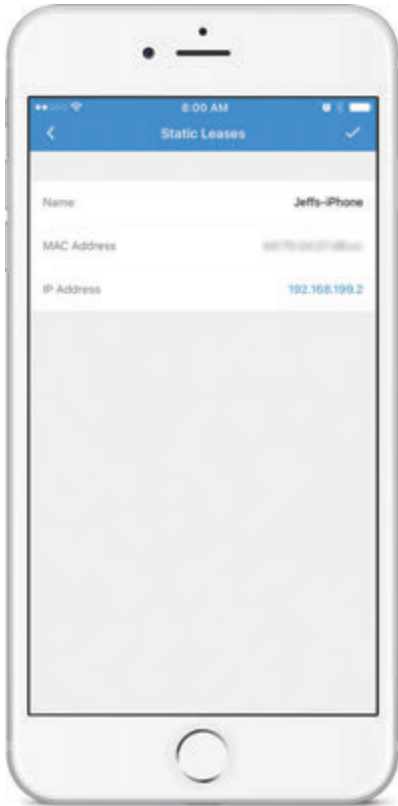 8:00 AM
Static Leases
Name Jeffs-iPhone
MAC Address
IP Address 192.168.199.2